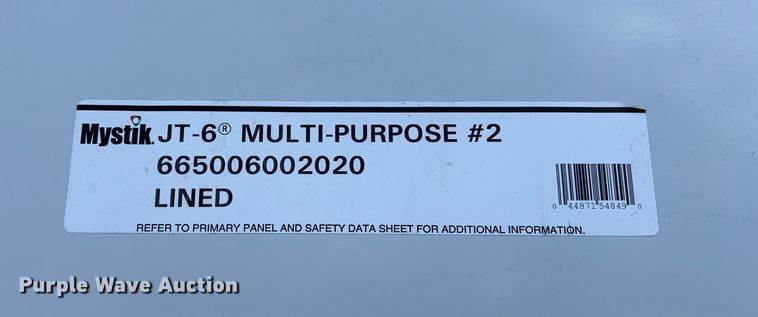 Mystik JT-6® MULTI-PURPOSE #2
665006002020
LINED
0 44871 54849 0
REFER TO PRIMARY PANEL AND SAFETY DATA SHEET FOR ADDITIONAL INFORMATION.
Purple Wave Auction